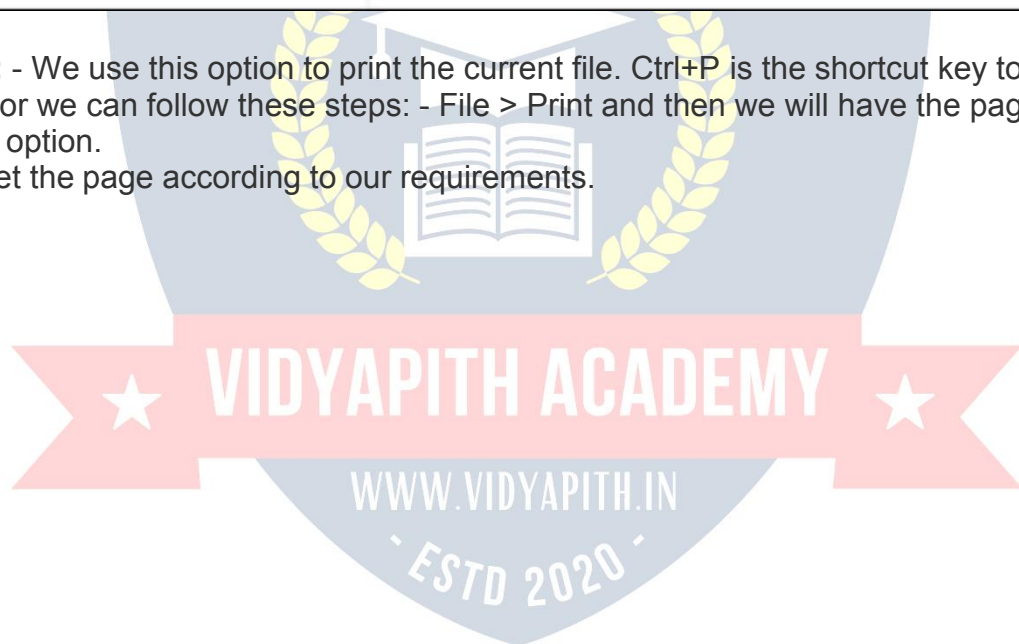 : - We use this option to print the current file. Ctrl+P is the shortcut key to
or we can follow these steps: - File > Print and then we will have the pag
option.
et the page according to our requirements.
VIDYAPITH ACADEMY
WWW.VIDYAPITH.IN
- ESTD 2020 -